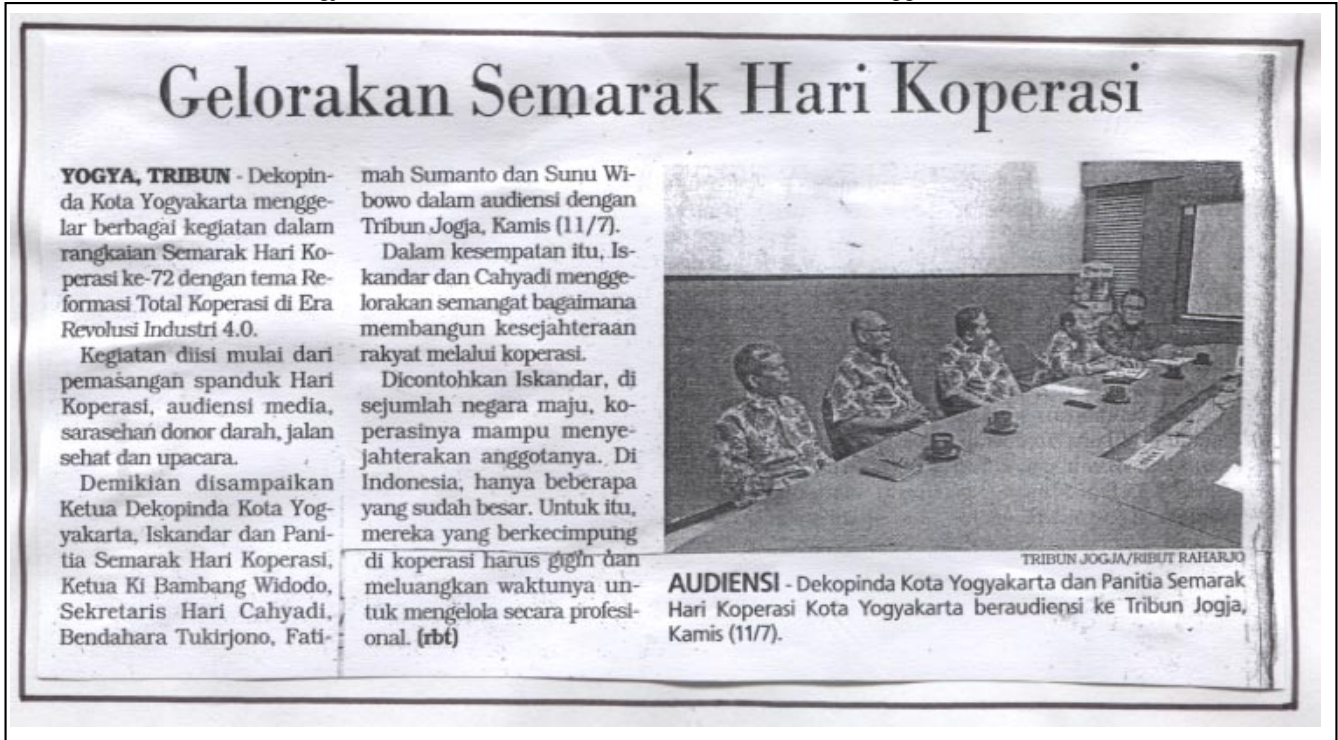 Gelorakan Semarak Hari Koperasi
YOGYA, TRIBUN - Dekopin-
da Kota Yogyakarta mengge-
lar berbagai kegiatan dalam
rangkaian Semarak Hari Ko-
perasi ke-72 dengan tema Re-
formasi Total Koperasi di Era
Revolusi Industri 4.0.
Kegiatan diisi mulai dari
pemasangan spanduk Hari
Koperasi, audiensi media,
sarasehan donor darah, jalan
sehat dan upacara.
Demikian disampaikan
Ketua Dekopinda Kota Yog-
yakarta, Iskandar dan Pani-
tia Semarak Hari Koperasi,
Ketua Ki Bambang Widodo,
Sekretaris Hari Cahyadi,
Bendahara Tukirjono, Fati-
mah Sumanto dan Sunu Wi-
bowo dalam audiensi dengan
Tribun Jogja, Kamis (11/7).
Dalam kesempatan itu, Is-
kandar dan Cahyadi mengge-
lorakan semangat bagaimana
membangun kesejahteraan
rakyat melalui koperasi.
Dicontohkan Iskandar, di
sejumlah negara maju, ko-
perasinya mampu menye-
jahterakan anggotanya. Di
Indonesia, hanya beberapa
yang sudah besar. Untuk itu,
mereka yang berkecimpung
di koperasi harus gigih dan
meluangkan waktunya un-
tuk mengelola secara profesi-
onal. (rbt)
TRIBUN JOGJA/RIBUT RAHARJO
AUDIENSI - Dekopinda Kota Yogyakarta dan Panitia Semarak
Hari Koperasi Kota Yogyakarta beraudiensi ke Tribun Jogja,
Kamis (11/7).